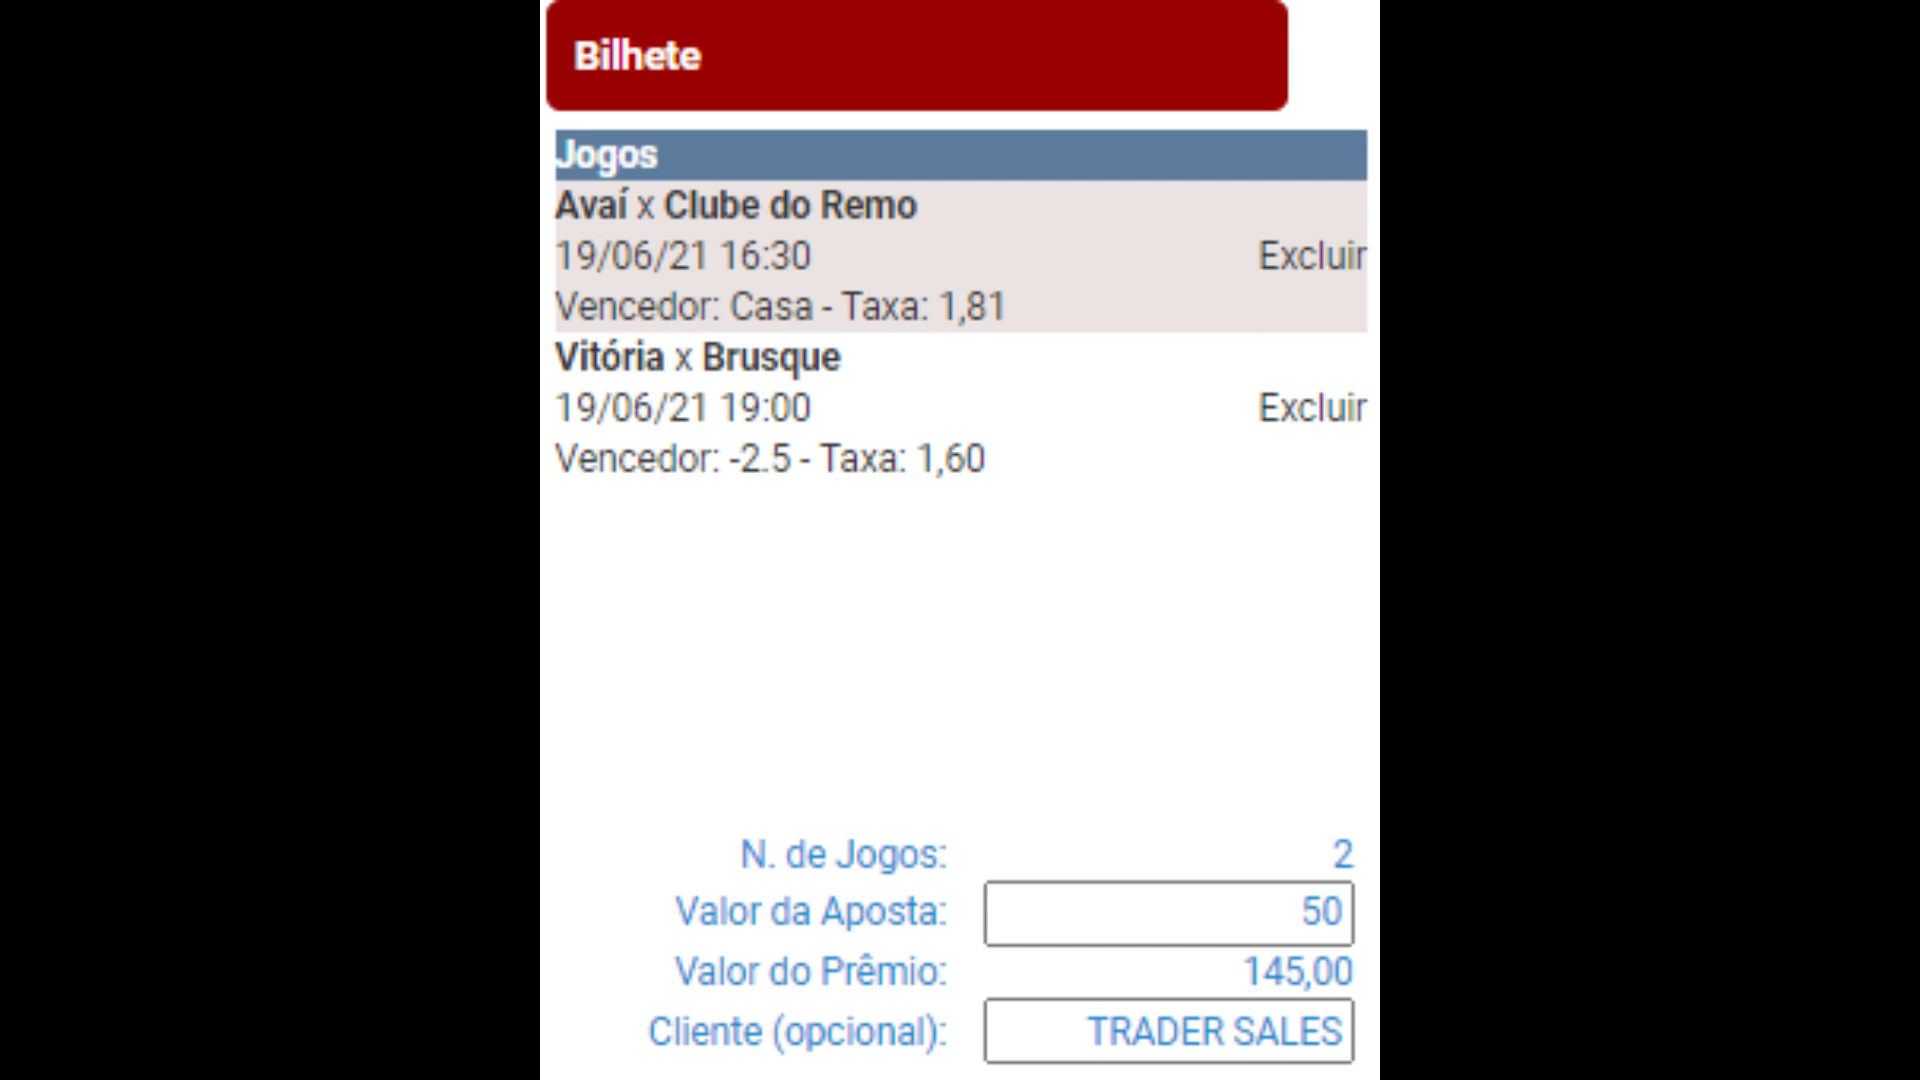 Bilhete
Jogos
Avaí x Clube do Remo
19/06/21 16:30 Excluir
Vencedor: Casa - Taxa: 1,81
Vitória x Brusque
19/06/21 19:00 Excluir
Vencedor: -2.5 - Taxa: 1,60
N. de Jogos: 2
Valor da Aposta: 50
Valor do Prêmio: 145,00
Cliente (opcional): TRADER SALES